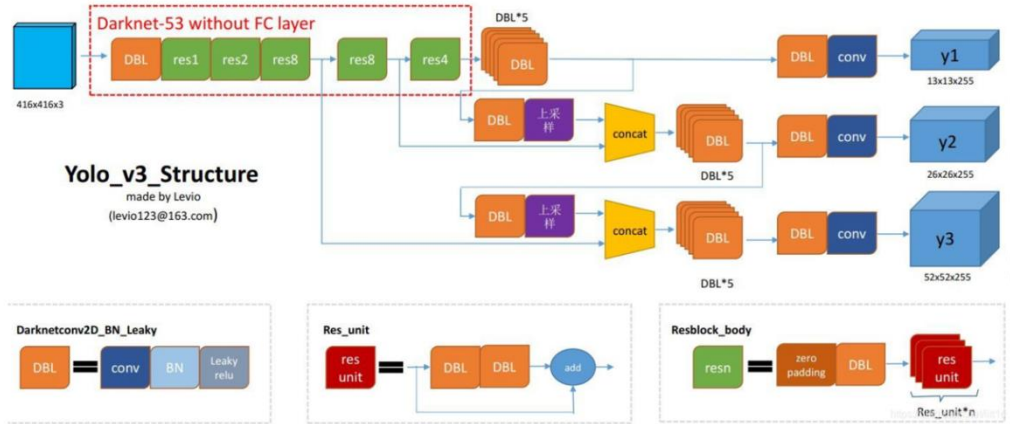 Darknet-53 without FC layer
DBL*5
DBL
res1
res2
res8
res8
res4
DBL
DBL
conv
y1
13x13x255
416x416x3
DBL
上采
样
concat
DBL
DBL*5
DBL
conv
y2
26x26x255
Yolo_v3_Structure
made by Levio
(levio123@163.com)
DBL
上采
样
concat
DBL
DBL*5
DBL
conv
y3
52x52x255
Darknetconv2D_BN_Leaky
DBL
conv
BN
Leaky
relu
Res_unit
res
unit
DBL
DBL
add
Resblock_body
resn
zero
padding
DBL
res
unit
Res_unit*n